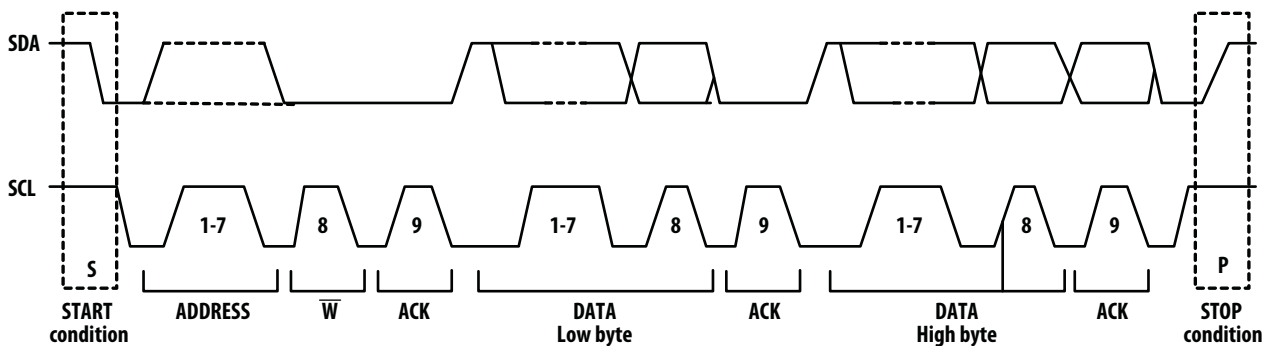 SDA
SCL
1-7
8
9
1-7
8
9
1-7
8
9
S
P
START
condition
ADDRESS
W̅
ACK
DATA
Low byte
ACK
DATA
High byte
ACK
STOP
condition